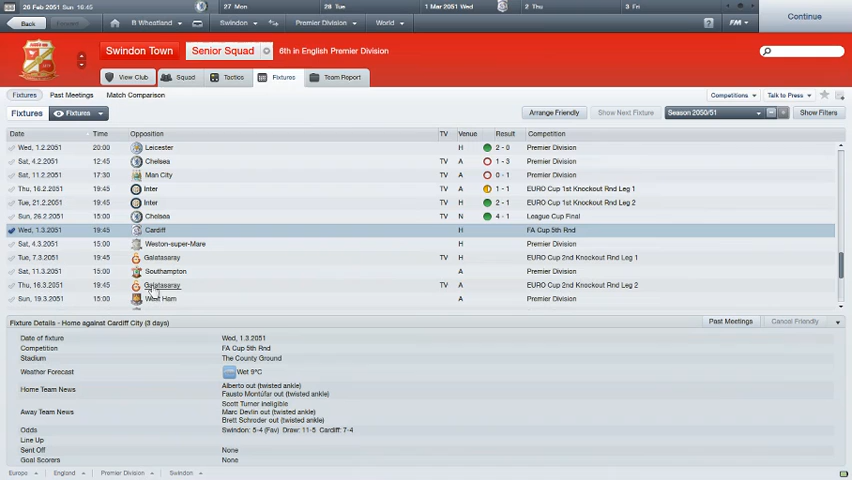 26 Feb 2051 Sun 16:45 27 Mon 28 Tue 1 Mar 2051 Wed 2 Thu 3 Fri
Back B Wheatland Swindon Premier Division World ? FM Continue
Swindon Town Senior Squad 6th in English Premier Division
View Club Squad Tactics Fixtures Team Report
Fixtures Past Meetings Match Comparison Competitions Talk to Press
Fixtures Fixtures Arrange Friendly Show Next Fixture Season 2050/51 Show Filters
Date Time Opposition TV Venue Result Competition
Wed, 1.2.2051 20:00 Leicester H 2 - 0 Premier Division
Sat, 4.2.2051 12:45 Chelsea TV A 1 - 3 Premier Division
Sat, 11.2.2051 17:30 Man City TV A 0 - 1 Premier Division
Thu, 16.2.2051 19:45 Inter TV A 1 - 1 EURO Cup 1st Knockout Rnd Leg 1
Tue, 21.2.2051 19:45 Inter TV H 2 - 1 EURO Cup 1st Knockout Rnd Leg 2
Sun, 26.2.2051 15:00 Chelsea TV N 4 - 1 League Cup Final
Wed, 1.3.2051 19:45 Cardiff H FA Cup 5th Rnd
Sat, 4.3.2051 15:00 Weston-super-Mare H Premier Division
Tue, 7.3.2051 19:45 Galatasaray TV H EURO Cup 2nd Knockout Rnd Leg 1
Sat, 11.3.2051 15:00 Southampton A Premier Division
Thu, 16.3.2051 19:45 Galatasaray TV A EURO Cup 2nd Knockout Rnd Leg 2
Sun, 19.3.2051 15:00 West Ham A Premier Division
Fixture Details - Home against Cardiff City (3 days) Past Meetings Cancel Friendly
Date of fixture Wed, 1.3.2051
Competition FA Cup 5th Rnd
Stadium The County Ground
Weather Forecast Wet 9°C
Home Team News Alberto out (twisted ankle)
Fausto Montúfar out (twisted ankle)
Away Team News Scott Turner ineligible
Marc Devlin out (twisted ankle)
Brett Schroder out (twisted ankle)
Odds Swindon: 5-4 (Fav) Draw: 11-5 Cardiff: 7-4
Line Up
Sent Off None
Goal Scorers None
Europe England Premier Division Swindon